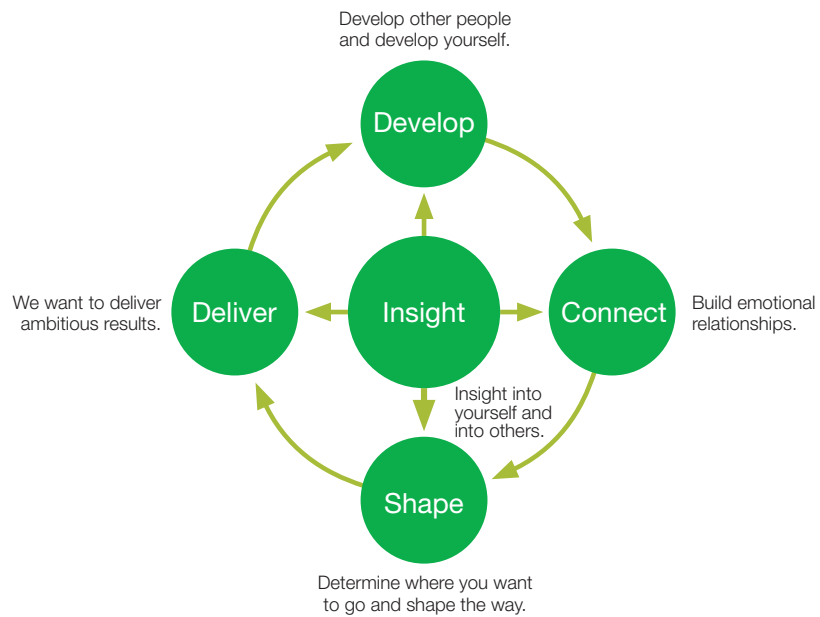 Develop other people
and develop yourself.
Develop
We want to deliver
ambitious results.
Deliver
Insight
Connect
Build emotional
relationships.
Insight into
yourself and
into others.
Shape
Determine where you want
to go and shape the way.